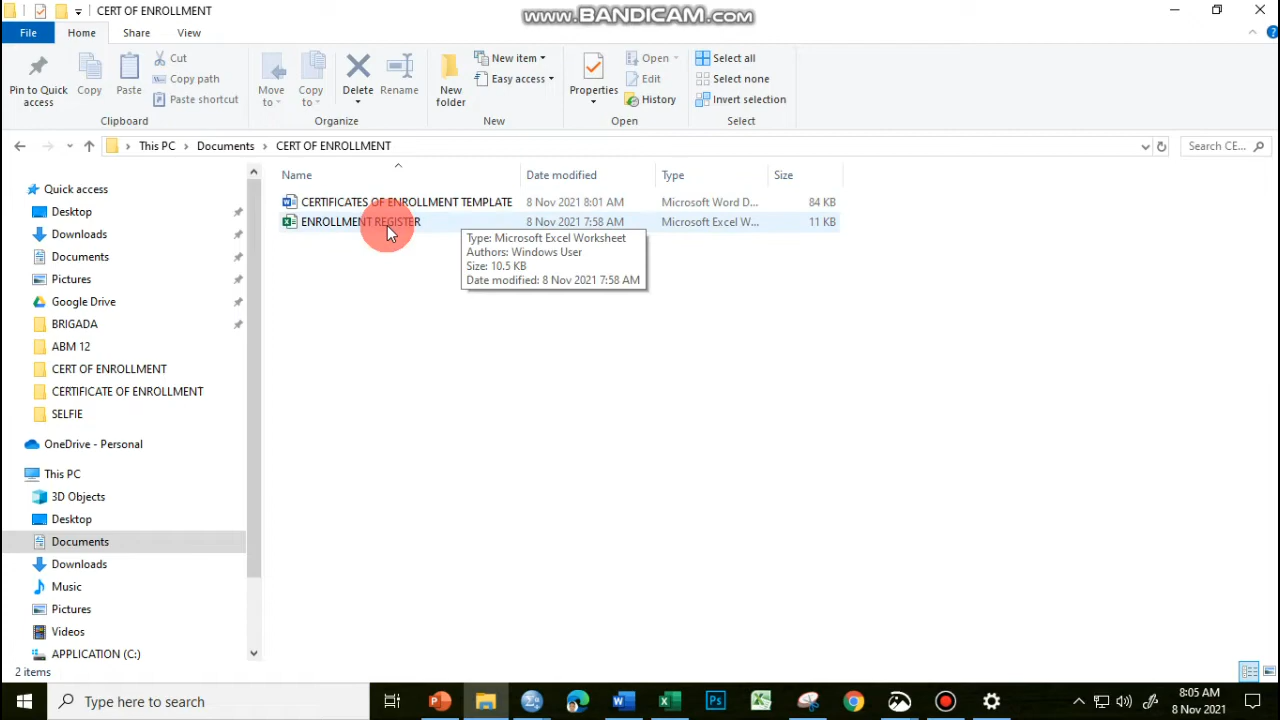 CERT OF ENROLLMENT
www.BANDICAM.com
File Home Share View
Pin to Quick access
Copy
Paste
Cut
Copy path
Paste shortcut
Clipboard
Move to
Copy to
Delete
Rename
Organize
New folder
New item
Easy access
New
Properties
Open
Edit
History
Open
Select all
Select none
Invert selection
Select
This PC > Documents > CERT OF ENROLLMENT
Search CE...
Quick access
Desktop
Downloads
Documents
Pictures
Google Drive
BRIGADA
ABM 12
CERT OF ENROLLMENT
CERTIFICATE OF ENROLLMENT
SELFIE
OneDrive - Personal
This PC
3D Objects
Desktop
Documents
Downloads
Music
Pictures
Videos
APPLICATION (C:)
Name Date modified Type Size
CERTIFICATES OF ENROLLMENT TEMPLATE 8 Nov 2021 8:01 AM Microsoft Word D... 84 KB
ENROLLMENT REGISTER 8 Nov 2021 7:58 AM Microsoft Excel W... 11 KB
Type: Microsoft Excel Worksheet
Authors: Windows User
Size: 10.5 KB
Date modified: 8 Nov 2021 7:58 AM
2 items
Type here to search
8:05 AM
8 Nov 2021